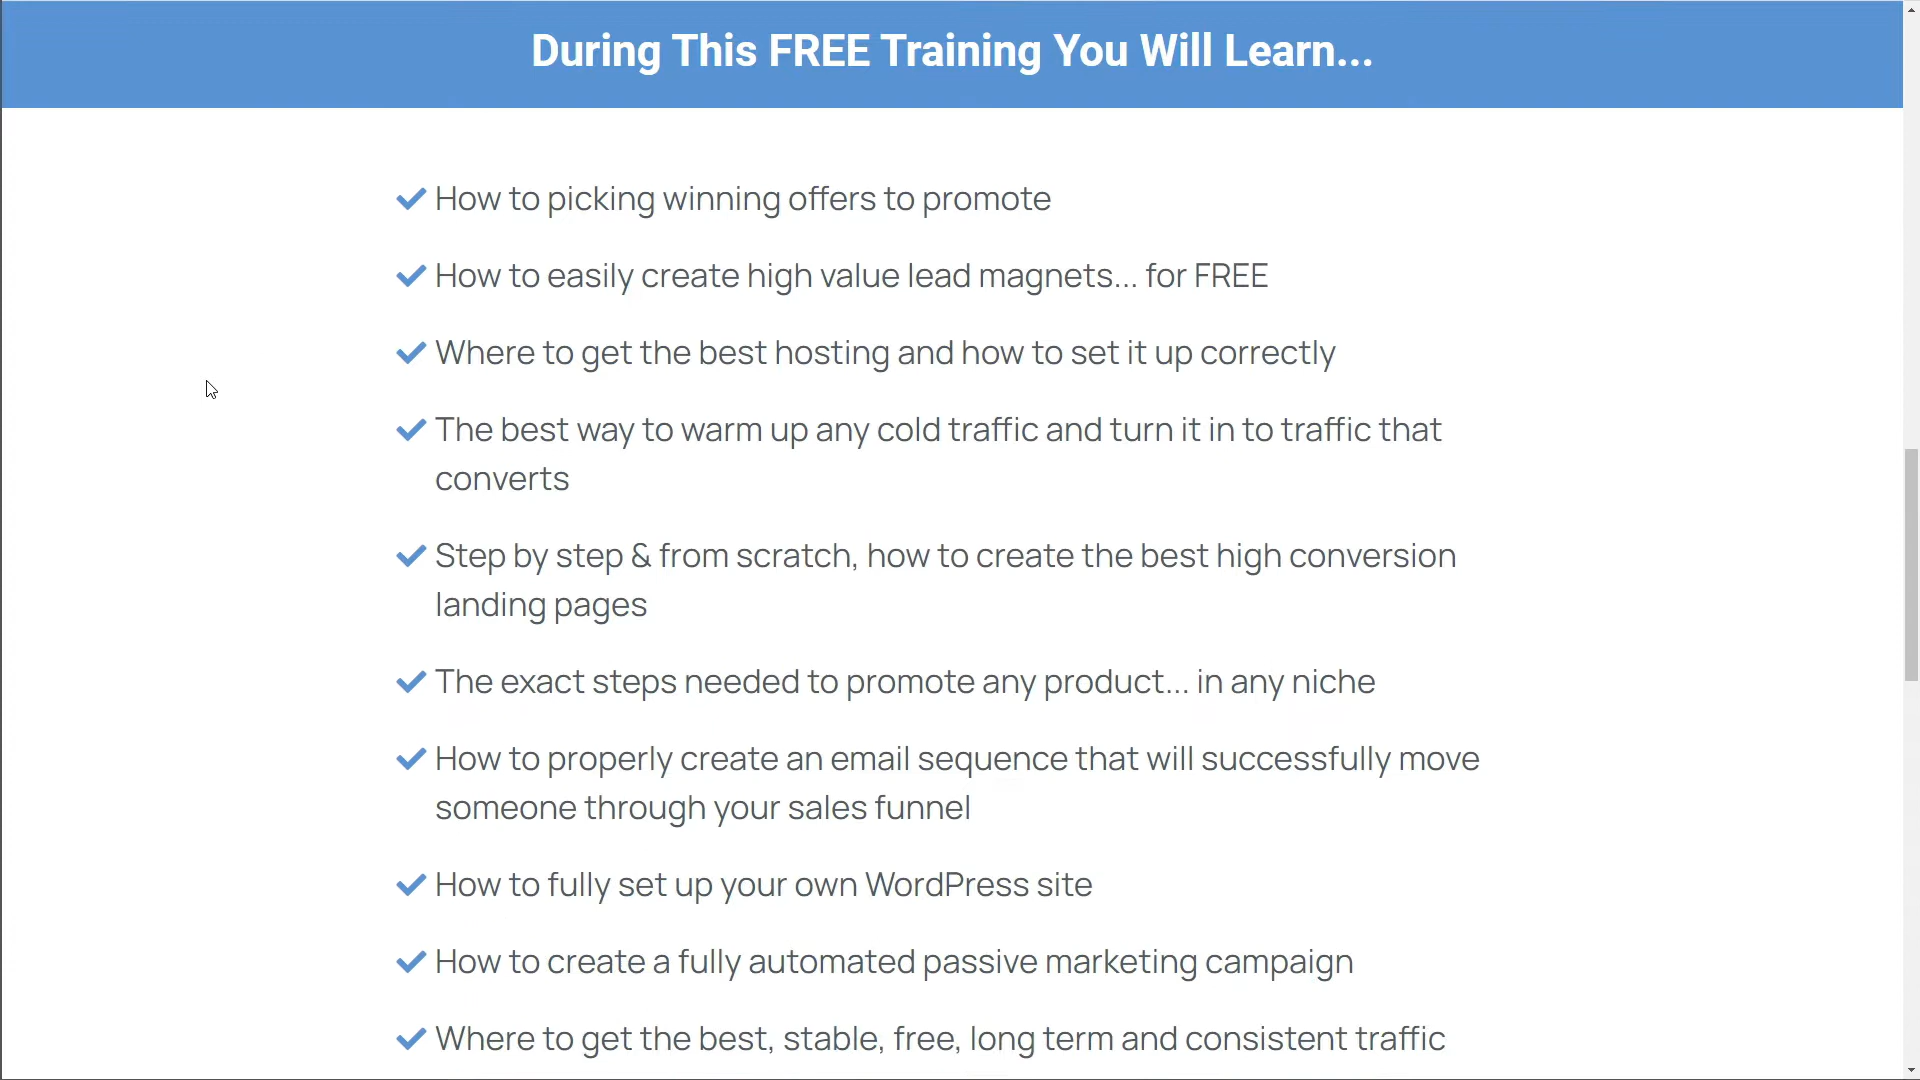 During This FREE Training You Will Learn...
How to picking winning offers to promote
How to easily create high value lead magnets... for FREE
Where to get the best hosting and how to set it up correctly
The best way to warm up any cold traffic and turn it in to traffic that
converts
Step by step & from scratch, how to create the best high conversion
landing pages
The exact steps needed to promote any product... in any niche
How to properly create an email sequence that will successfully move
someone through your sales funnel
How to fully set up your own WordPress site
How to create a fully automated passive marketing campaign
Where to get the best, stable, free, long term and consistent traffic